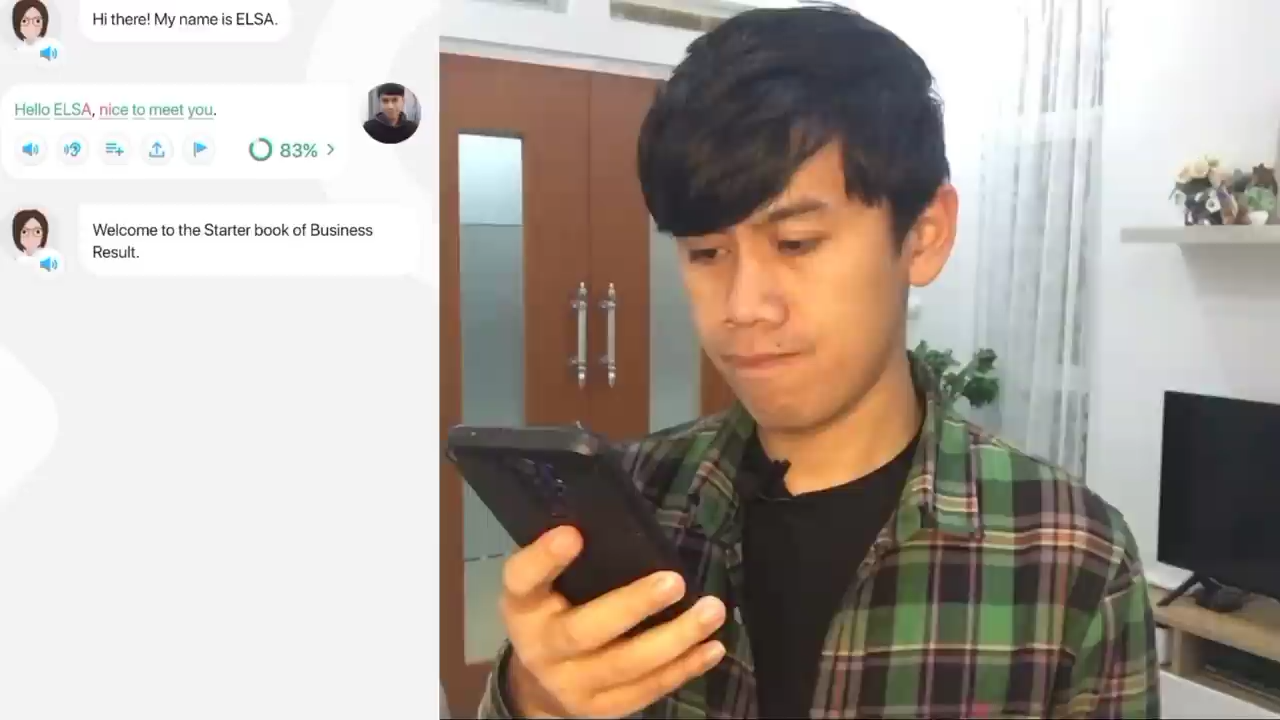 Hi there! My name is ELSA.
Hello ELSA, nice to meet you.
83%
Welcome to the Starter book of Business
Result.